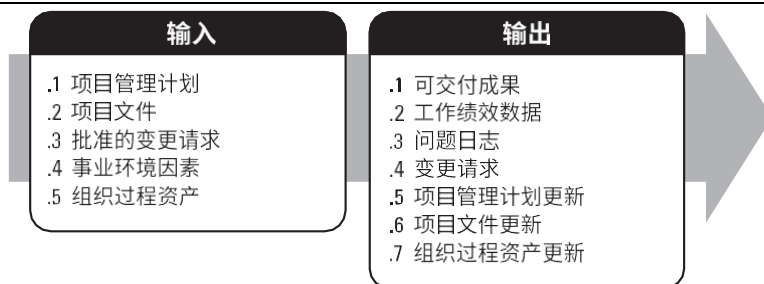 输入
.1 项目管理计划
.2 项目文件
.3 批准的变更请求
.4 事业环境因素
.5 组织过程资产
输出
.1 可交付成果
.2 工作绩效数据
.3 问题日志
.4 变更请求
.5 项目管理计划更新
.6 项目文件更新
.7 组织过程资产更新